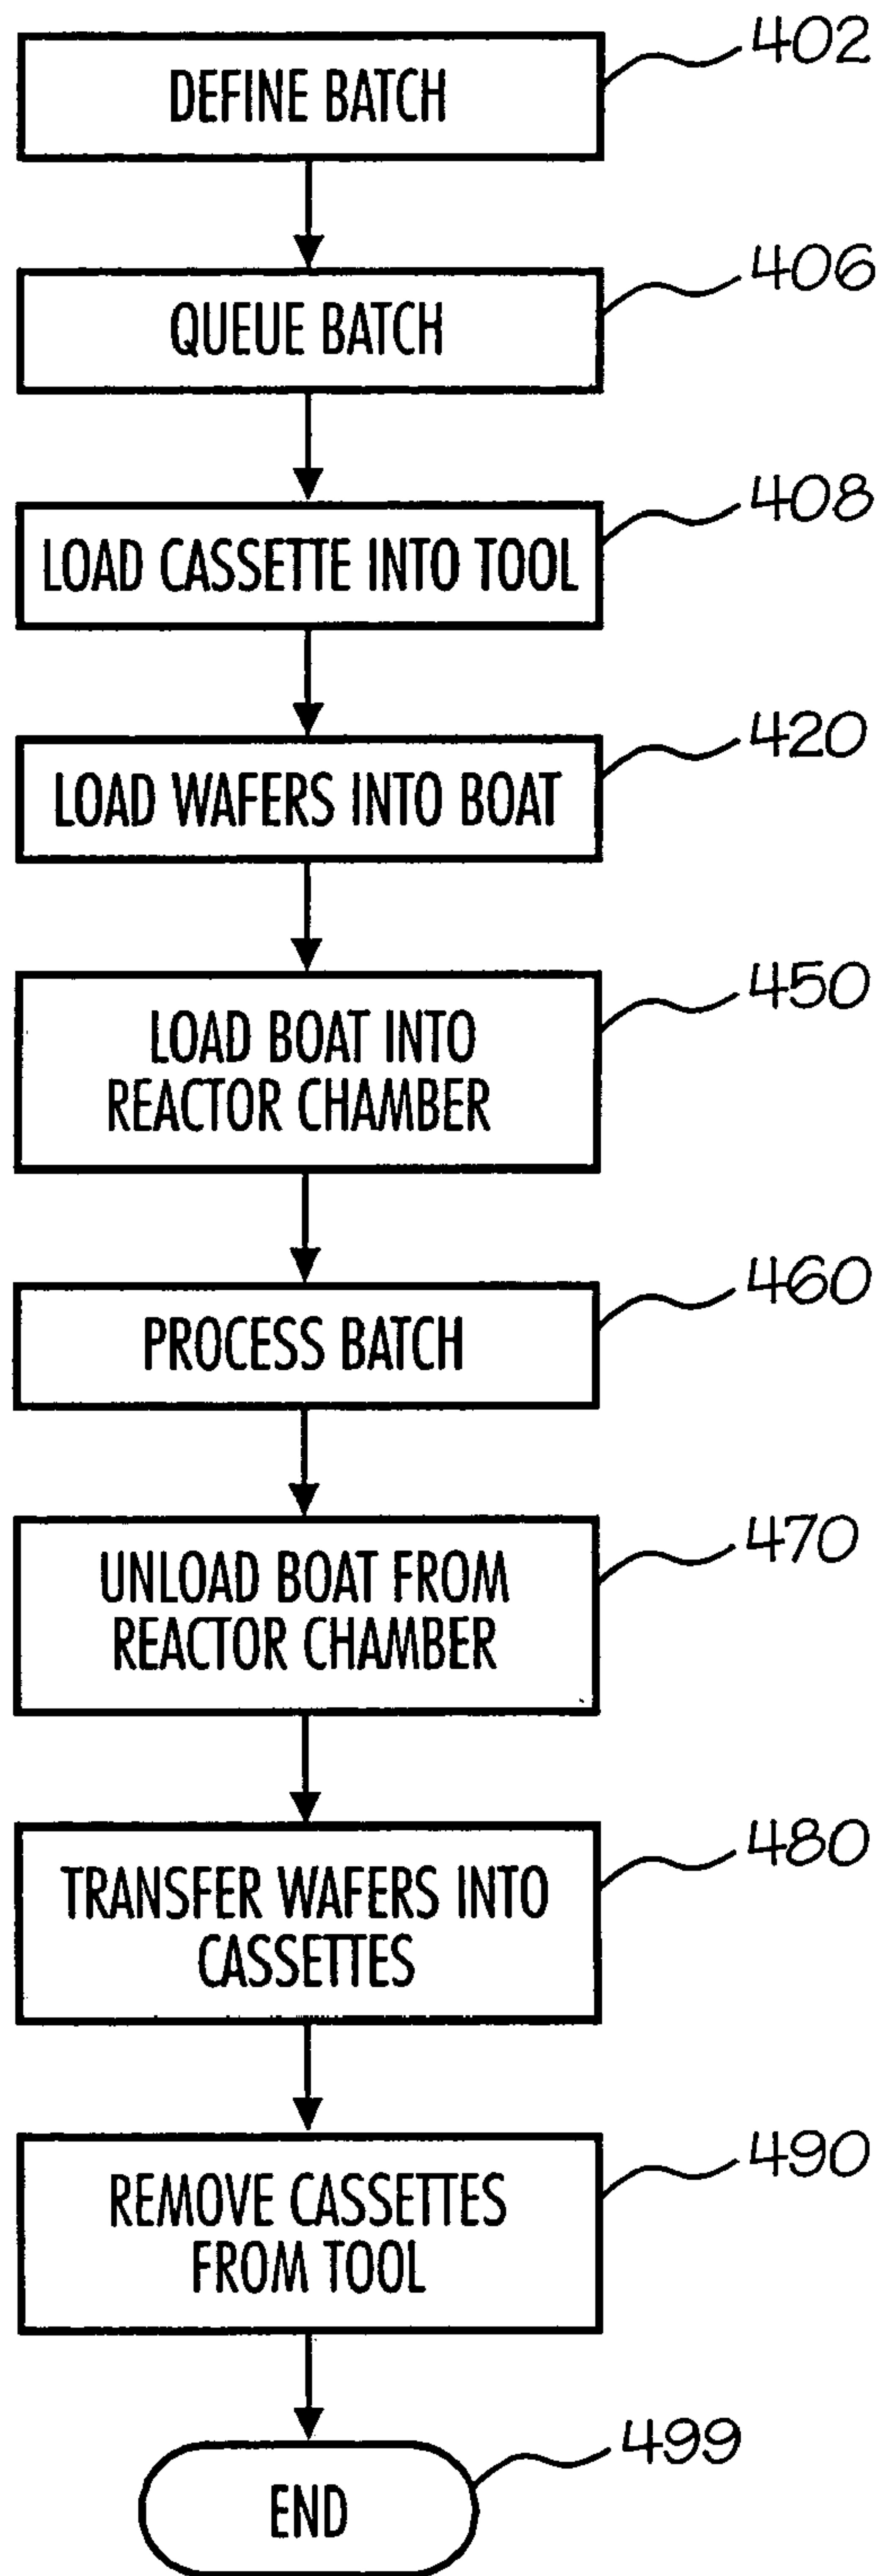 402
DEFINE BATCH
406
QUEUE BATCH
408
LOAD CASSETTE INTO TOOL
420
LOAD WAFERS INTO BOAT
450
LOAD BOAT INTO
REACTOR CHAMBER
460
PROCESS BATCH
470
UNLOAD BOAT FROM
REACTOR CHAMBER
480
TRANSFER WAFERS INTO
CASSETTES
490
REMOVE CASSETTES
FROM TOOL
499
END